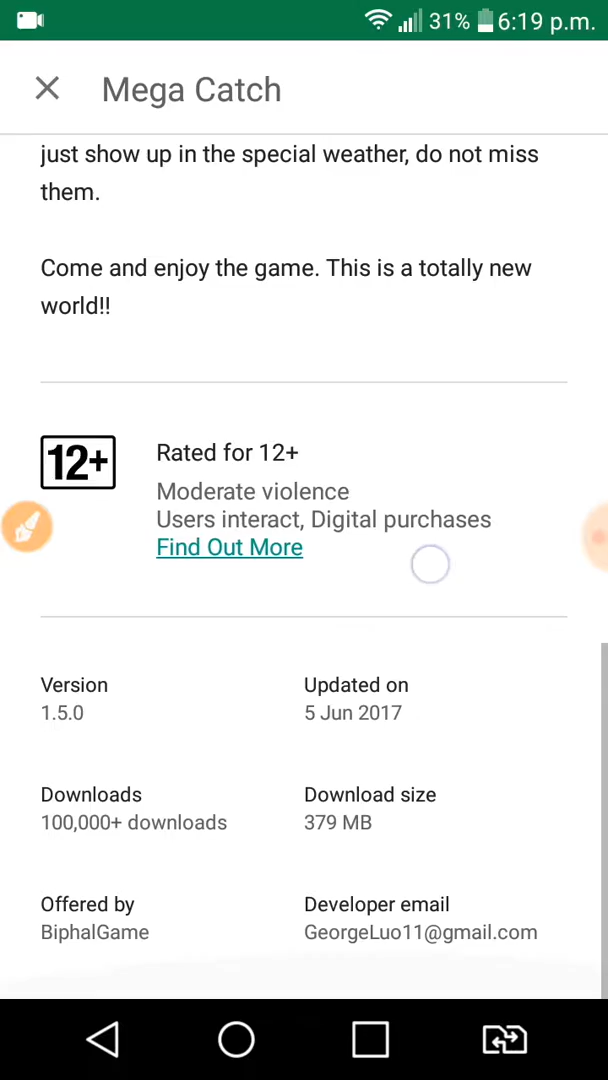 31% 6:19 p.m.
Mega Catch
just show up in the special weather, do not miss
them.
Come and enjoy the game. This is a totally new
world!!
12+ Rated for 12+
Moderate violence
Users interact, Digital purchases
Find Out More
Version Updated on
1.5.0 5 Jun 2017
Downloads Download size
100,000+ downloads 379 MB
Offered by Developer email
BiphalGame GeorgeLuo11@gmail.com